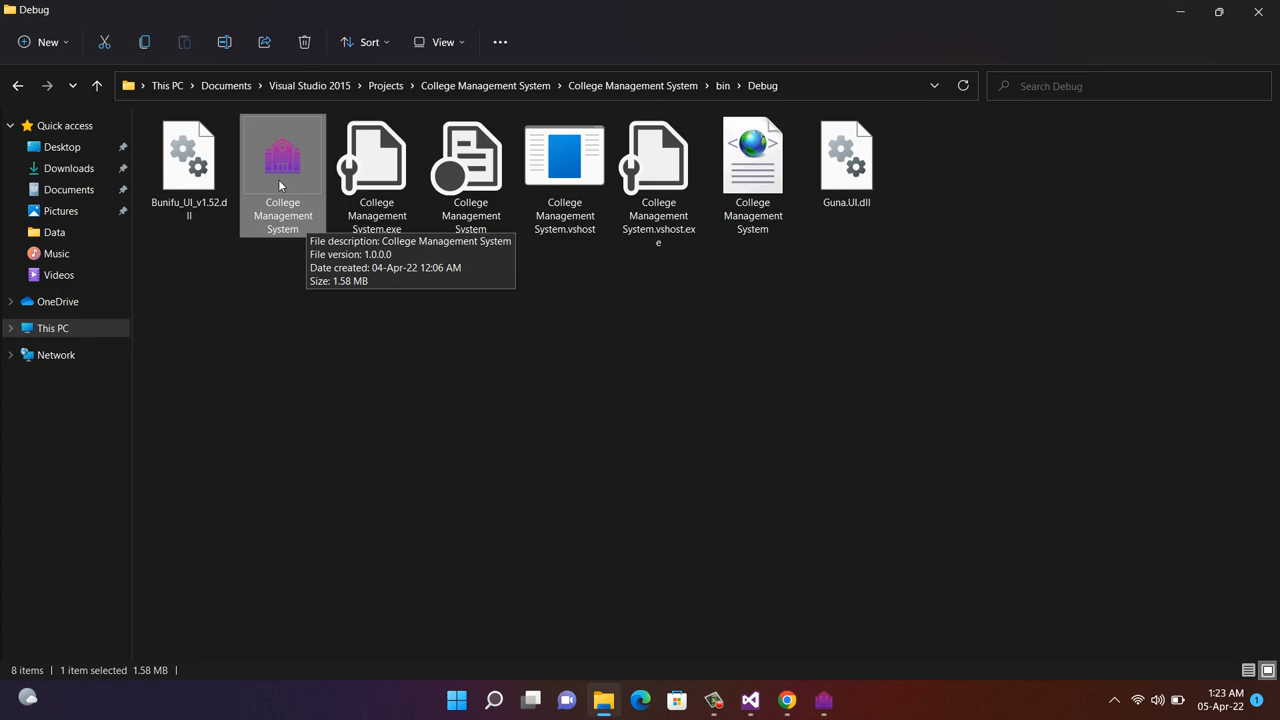 Debug
New
Sort
View
This PC
Documents
Visual Studio 2015
Projects
College Management System
College Management System
bin
Debug
Search Debug
Quick access
Desktop
Downloads
Documents
Pictures
Data
Music
Videos
OneDrive
This PC
Network
Bunifu_UI_v1.52.d
ll
College
Management
System
College
Management
System.exe
College
Management
System
College
Management
System.vshost
College
Management
System.vshost.ex
e
College
Management
System
Guna.UI.dll
File description: College Management System
File version: 1.0.0.0
Date created: 04-Apr-22 12:06 AM
Size: 1.58 MB
8 items
1 item selected 1.58 MB
1:23 AM
05-Apr-22
1